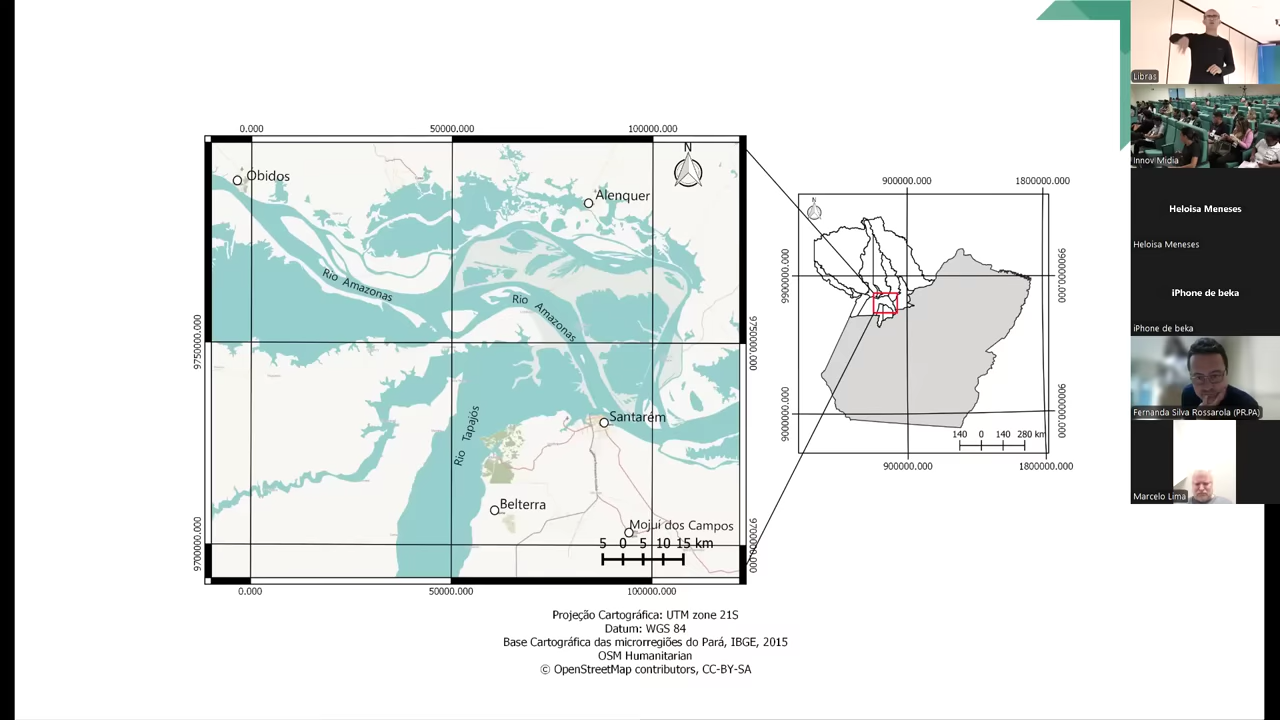 0.000
50000.000
100000.000
N
Óbidos
Alenquer
Rio Amazonas
Rio Amazonas
9750000.000
9750000.000
Santarém
Rio Tapajós
Belterra
Mojuí dos Campos
5 0 5 10 15 km
9700000.000
9700000.000
0.000
50000.000
100000.000
900000.000
1800000.000
N
9900000.000
9900000.000
9000000.000
9000000.000
140 0 140 280 km
900000.000
1800000.000
Projeção Cartográfica: UTM zone 21S
Datum: WGS 84
Base Cartográfica das microrregiões do Pará, IBGE, 2015
OSM Humanitarian
© OpenStreetMap contributors, CC-BY-SA
Libras
Innov Midia
Heloisa Meneses
Heloisa Meneses
iPhone de beka
iPhone de beka
Fernanda Silva Rossarola (PR.PA)
Marcelo Lima